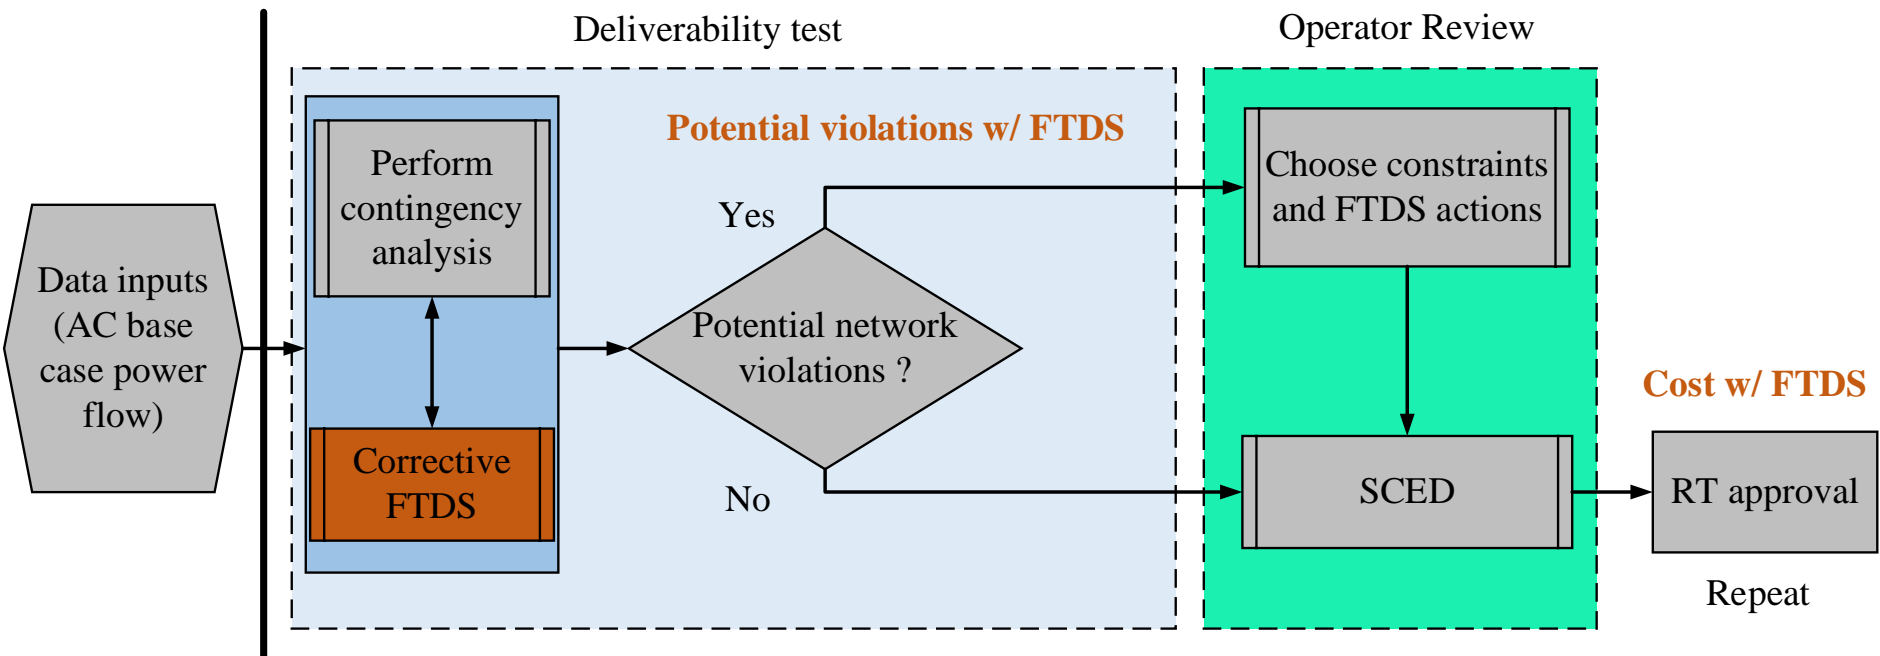 Deliverability test
Operator Review
Data inputs
(AC base
case power
flow)
Perform
contingency
analysis
Corrective
FTDS
Potential violations w/ FTDS
Yes
Potential network
violations ?
No
Choose constraints
and FTDS actions
SCED
Cost w/ FTDS
RT approval
Repeat